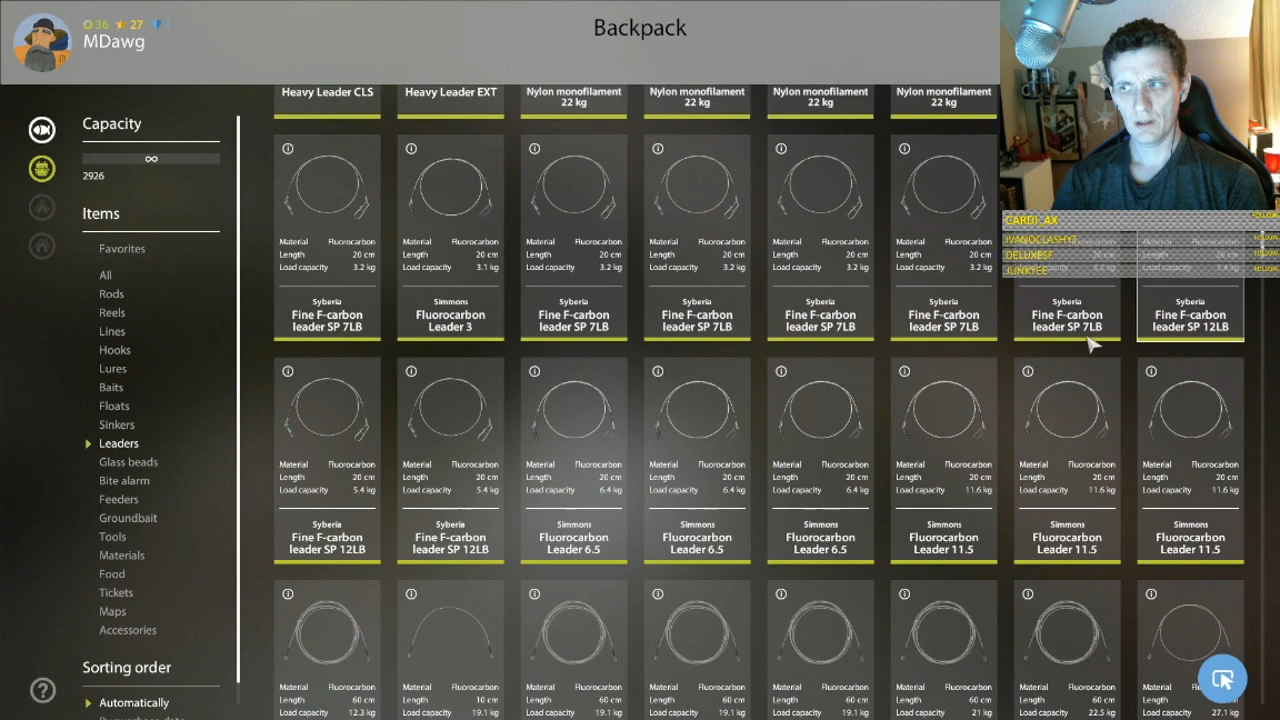 36 27
MDawg
Backpack
Capacity
∞
2926
Items
Favorites
All
Rods
Reels
Lines
Hooks
Lures
Baits
Floats
Sinkers
Leaders
Glass beads
Bite alarm
Feeders
Groundbait
Tools
Materials
Food
Tickets
Maps
Accessories
Sorting order
Automatically
Heavy Leader CLS
Heavy Leader EXT
Nylon monofilament
22 kg
Nylon monofilament
22 kg
Nylon monofilament
22 kg
Nylon monofilament
22 kg
CARDI_AX FOLLOW
IVANOCLASHYT FOLLOW
DELUXESF FOLLOW
JUNKYEE FOLLOW
Material Fluorocarbon
Length 20 cm
Load capacity 3.2 kg
Syberia
Fine F-carbon
leader SP 7LB
Material Fluorocarbon
Length 20 cm
Load capacity 3.1 kg
Simmons
Fluorocarbon
Leader 3
Material Fluorocarbon
Length 20 cm
Load capacity 3.2 kg
Syberia
Fine F-carbon
leader SP 7LB
Material Fluorocarbon
Length 20 cm
Load capacity 3.2 kg
Syberia
Fine F-carbon
leader SP 7LB
Material Fluorocarbon
Length 20 cm
Load capacity 3.2 kg
Syberia
Fine F-carbon
leader SP 7LB
Material Fluorocarbon
Length 20 cm
Load capacity 3.2 kg
Syberia
Fine F-carbon
leader SP 7LB
Syberia
Fine F-carbon
leader SP 7LB
Syberia
Fine F-carbon
leader SP 12LB
Material Fluorocarbon
Length 20 cm
Load capacity 5.4 kg
Syberia
Fine F-carbon
leader SP 12LB
Material Fluorocarbon
Length 20 cm
Load capacity 5.4 kg
Syberia
Fine F-carbon
leader SP 12LB
Material Fluorocarbon
Length 20 cm
Load capacity 6.4 kg
Simmons
Fluorocarbon
Leader 6.5
Material Fluorocarbon
Length 20 cm
Load capacity 6.4 kg
Simmons
Fluorocarbon
Leader 6.5
Material Fluorocarbon
Length 20 cm
Load capacity 6.4 kg
Simmons
Fluorocarbon
Leader 6.5
Material Fluorocarbon
Length 20 cm
Load capacity 11.6 kg
Simmons
Fluorocarbon
Leader 11.5
Material Fluorocarbon
Length 20 cm
Load capacity 11.6 kg
Simmons
Fluorocarbon
Leader 11.5
Material Fluorocarbon
Length 20 cm
Load capacity 11.6 kg
Simmons
Fluorocarbon
Leader 11.5
Material Fluorocarbon
Length 60 cm
Load capacity 12.3 kg
Material Fluorocarbon
Length 10 cm
Load capacity 19.1 kg
Material Fluorocarbon
Length 60 cm
Load capacity 19.1 kg
Material Fluorocarbon
Length 60 cm
Load capacity 19.1 kg
Material Fluorocarbon
Length 60 cm
Load capacity 19.1 kg
Material Fluorocarbon
Length 60 cm
Load capacity 21 kg
Material Fluorocarbon
Length 60 cm
Load capacity 22.5 kg
Material
Length
Load capacity 27.1 kg